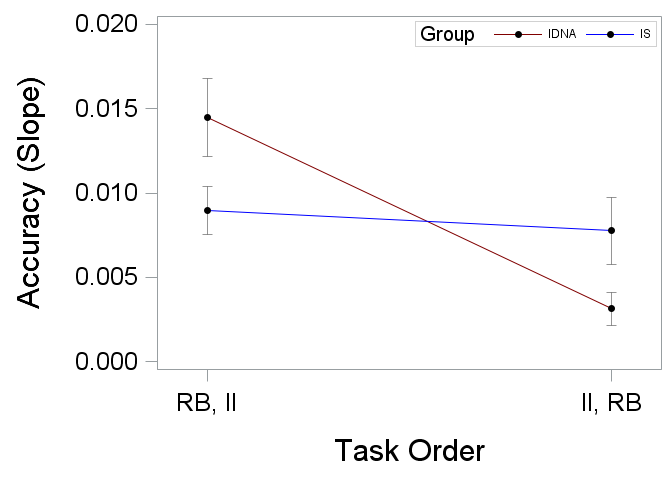 0.020
Group IDNA IS
0.015
0.010
0.005
0.000
Accuracy (Slope)
RB, II
II, RB
Task Order